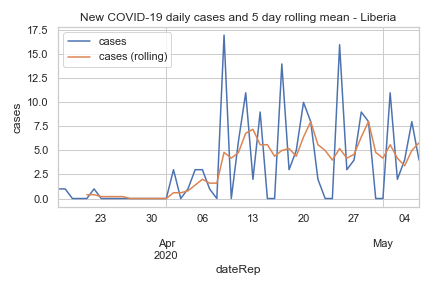 New COVID-19 daily cases and 5 day rolling mean - Liberia
cases
cases (rolling)
17.5
15.0
12.5
10.0
7.5
5.0
2.5
0.0
cases
23
30
06
13
20
27
04
Apr
2020
May
dateRep